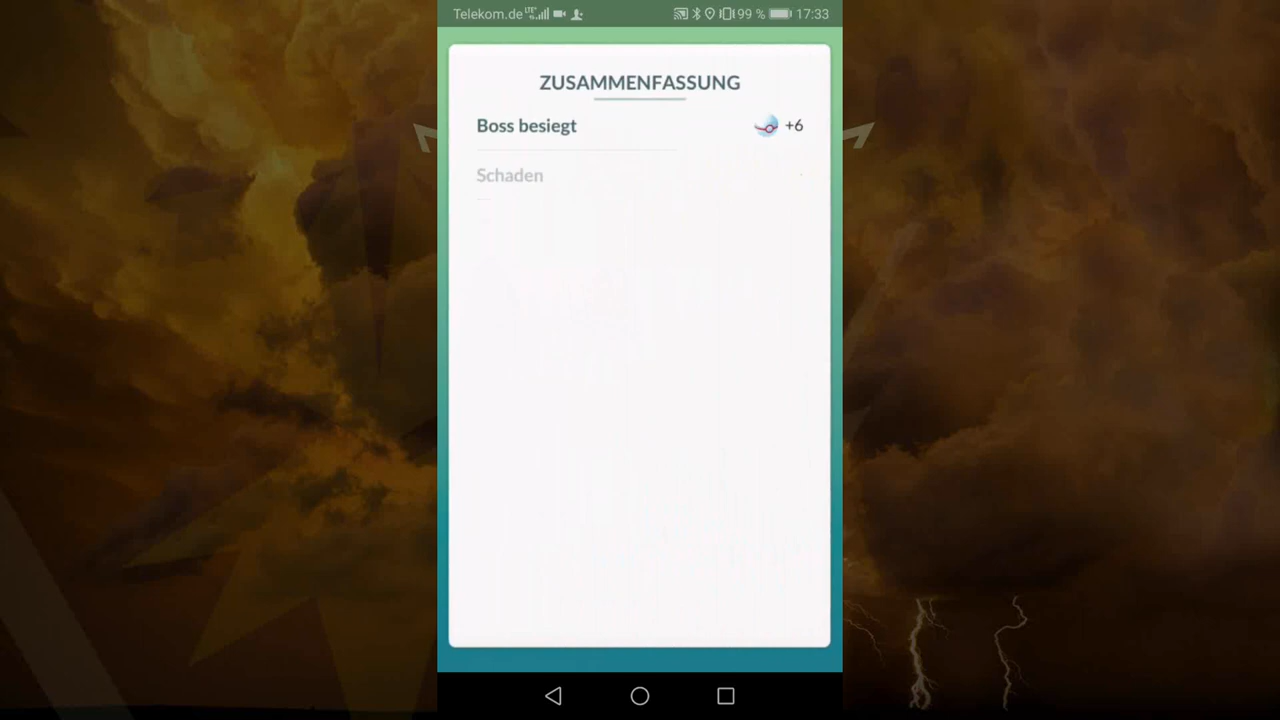 Telekom.de 99 % 17:33
ZUSAMMENFASSUNG
Boss besiegt +6
Schaden